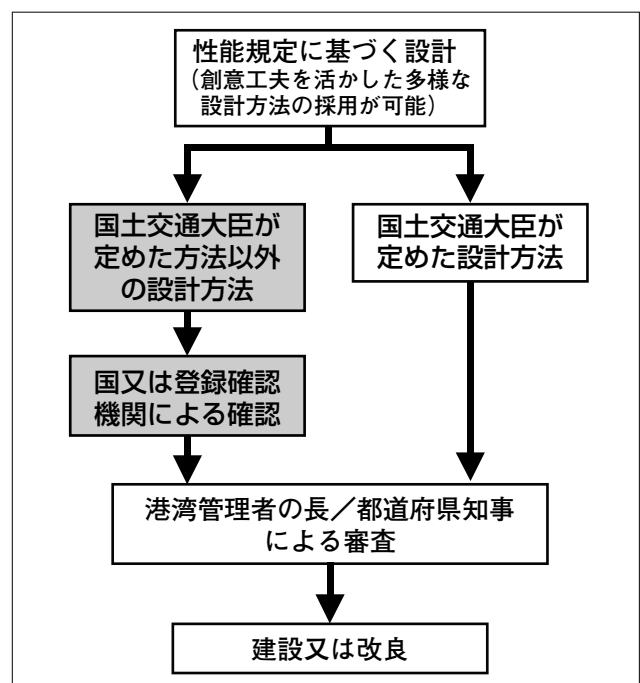 性能規定に基づく設計
（創意工夫を活かした多様な
設計方法の採用が可能）
国土交通大臣が
定めた方法以外
の設計方法
国土交通大臣が
定めた設計方法
国又は登録確認
機関による確認
港湾管理者の長／都道府県知事
による審査
建設又は改良